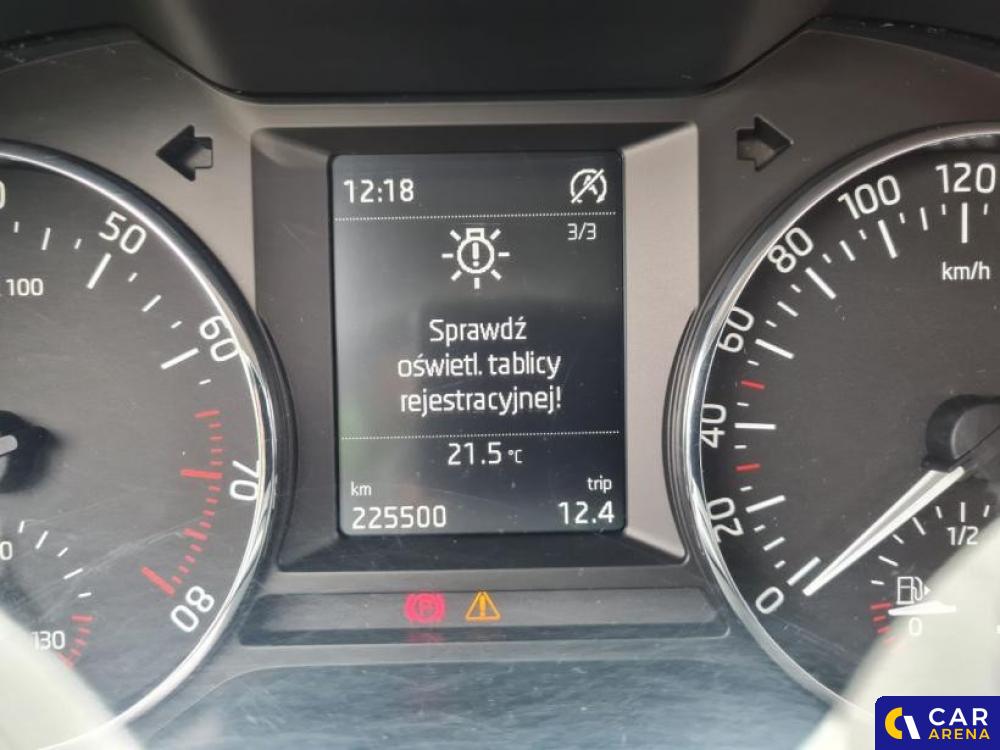 12:18
3/3
Sprawdź
oświetl. tablicy
rejestracyjnej!
21.5 °C
km
trip
225500
12.4
50
60
70
80
100
130
0
20
40
60
80
100
120
km/h
1/2
0
P
CAR
ARENA